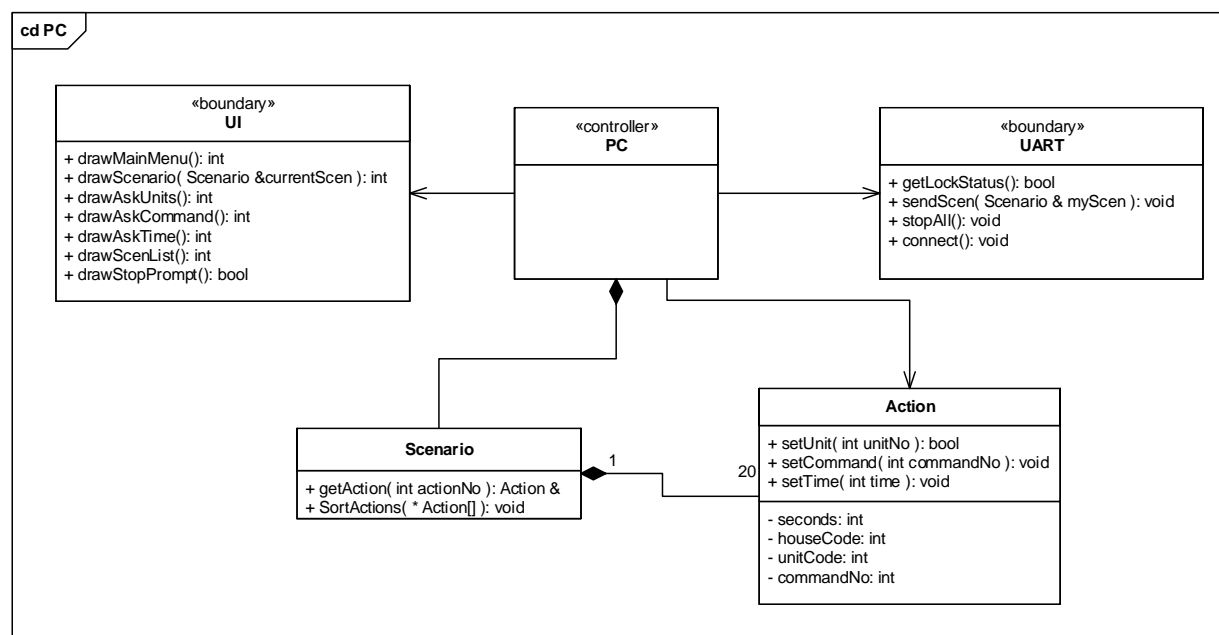 cd PC
«boundary»
UI
+ drawMainMenu(): int
+ drawScenario( Scenario &currentScen ): int
+ drawAskUnits(): int
+ drawAskCommand(): int
+ drawAskTime(): int
+ drawScenList(): int
+ drawStopPrompt(): bool
«controller»
PC
«boundary»
UART
+ getLockStatus(): bool
+ sendScen( Scenario & myScen ): void
+ stopAll(): void
+ connect(): void
Scenario
+ getAction( int actionNo ): Action &
+ SortActions( * Action[] ): void
1
20
Action
+ setUnit( int unitNo ): bool
+ setCommand( int commandNo ): void
+ setTime( int time ): void
- seconds: int
- houseCode: int
- unitCode: int
- commandNo: int